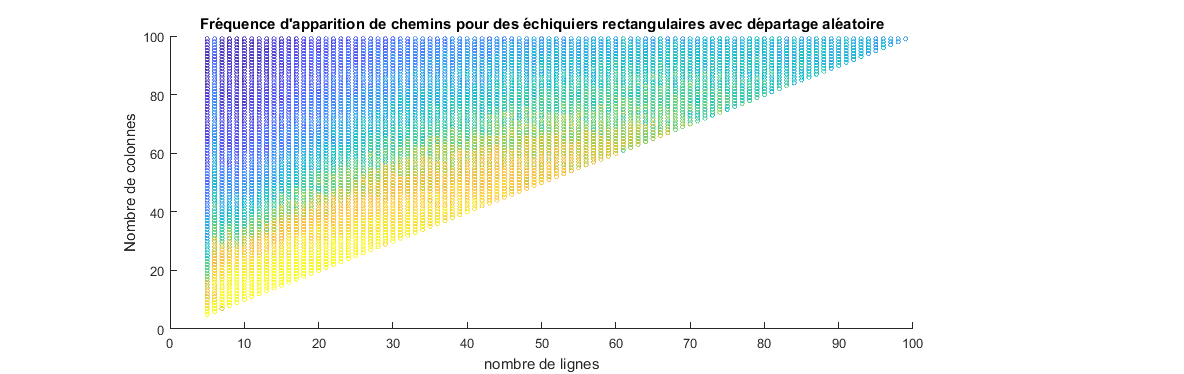 Fréquence d'apparition de chemins pour des échiquiers rectangulaires avec départage aléatoire
100
80
60
40
20
0
Nombre de colonnes
0 10 20 30 40 50 60 70 80 90 100
nombre de lignes